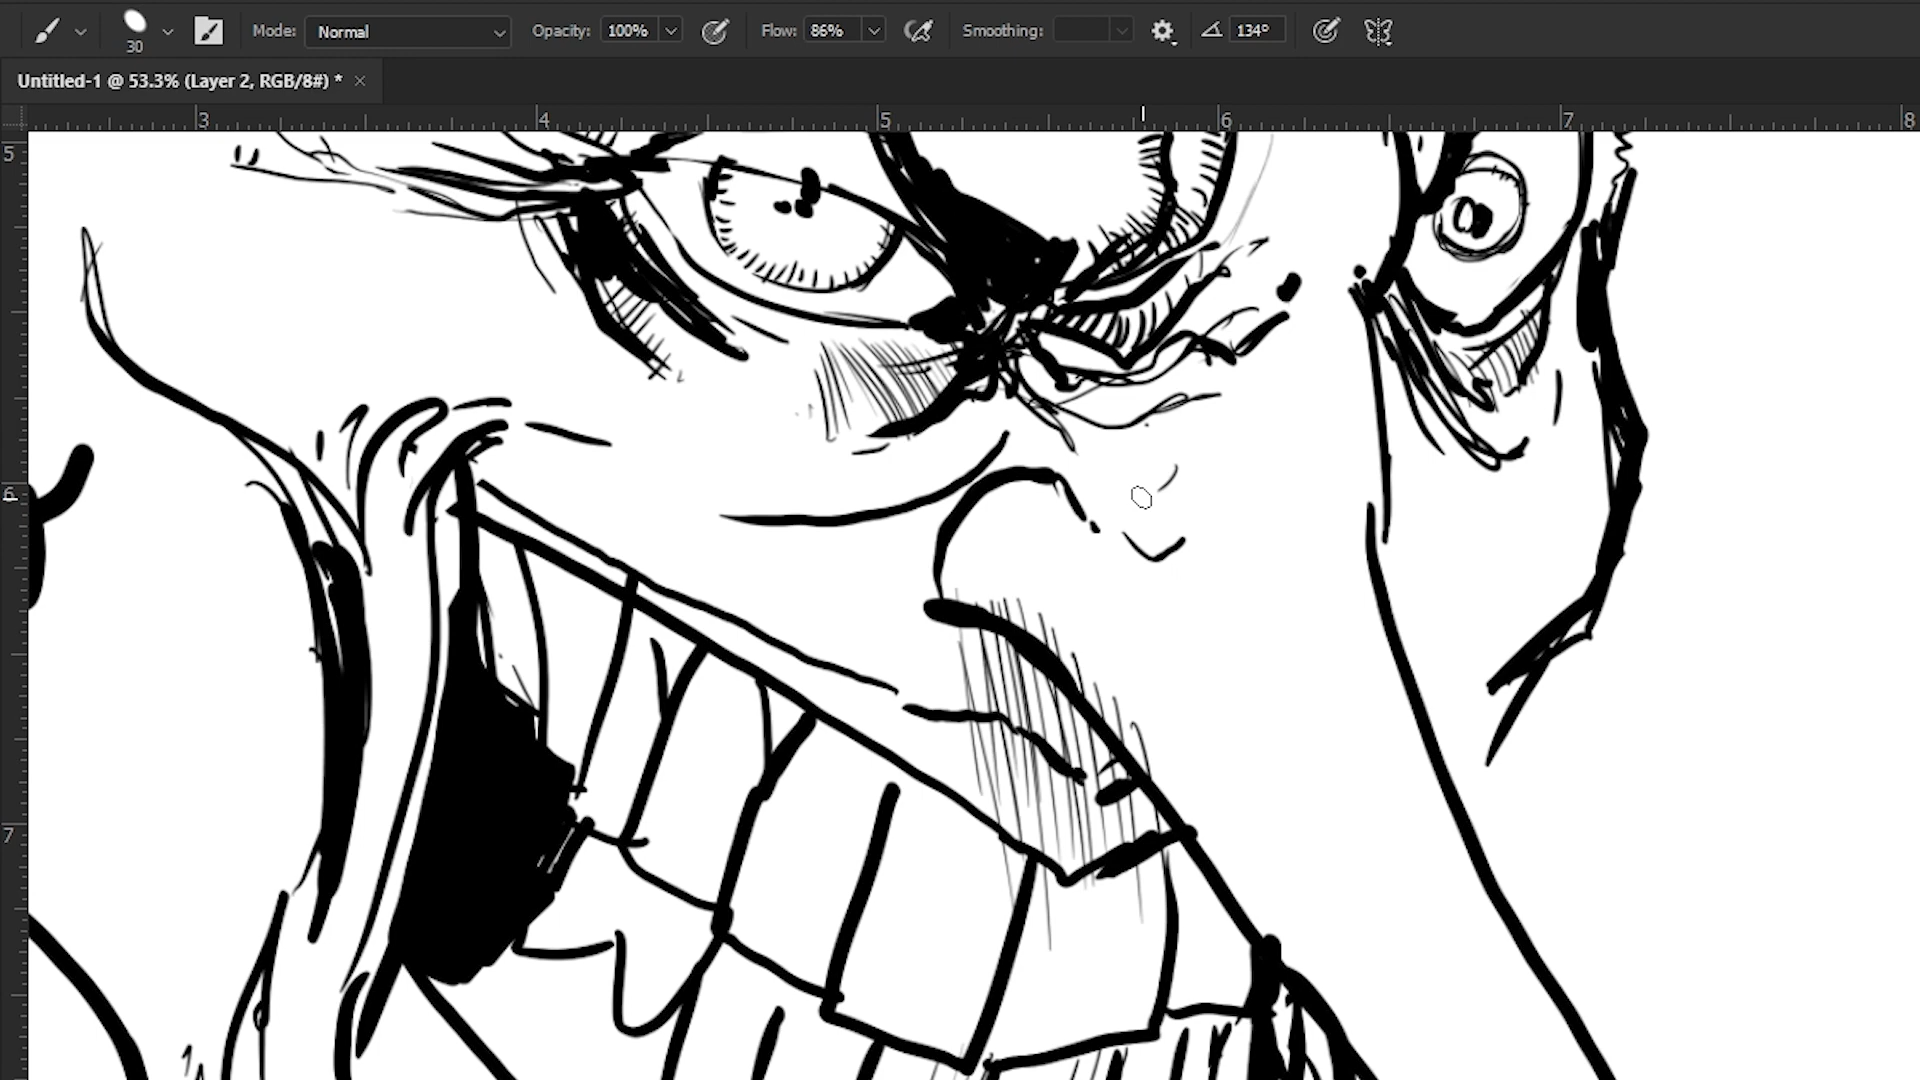 30
Mode: Normal Opacity: 100% Flow: 86% Smoothing: 134°
Untitled-1 @ 53.3% (Layer 2, RGB/8#) * ×
3 4 5 6 7 8
5
6
7